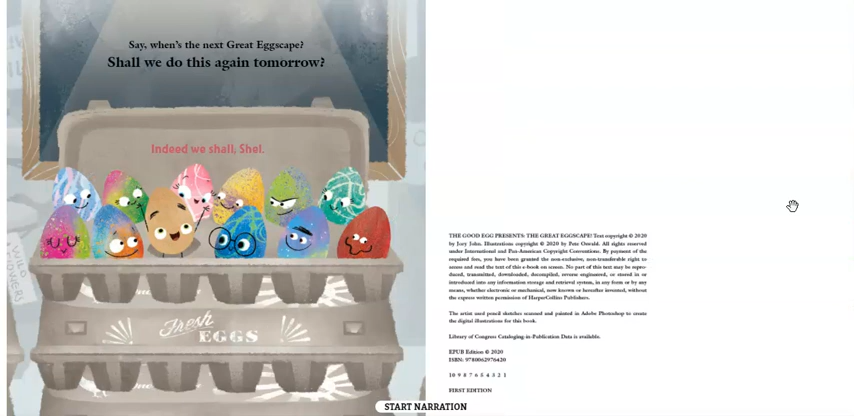 Say, when's the next Great Eggscape?
Shall we do this again tomorrow?
Indeed we shall, Shel.
WILD
FLOWERS
Fresh
EGGS
THE GOOD EGG PRESENTS: THE GREAT EGGSCAPE! Text copyright © 2020
by Jory John. Illustrations copyright © 2020 by Pete Oswald. All rights reserved
under International and Pan-American Copyright Conventions. By payment of the
required fees, you have been granted the non-exclusive, non-transferable right to
access and read the text of this e-book on screen. No part of this text may be repro-
duced, transmitted, downloaded, decompiled, reverse engineered, or stored in or
introduced into any information storage and retrieval system, in any form or by any
means, whether electronic or mechanical, now known or hereafter invented, without
the express written permission of HarperCollins Publishers.
The artist used pencil sketches scanned and painted in Adobe Photoshop to create
the digital illustrations for this book.
Library of Congress Cataloging-in-Publication Data is available.
EPUB Edition © 2020
ISBN: 9780062976420
10 9 8 7 6 5 4 3 2 1
FIRST EDITION
START NARRATION